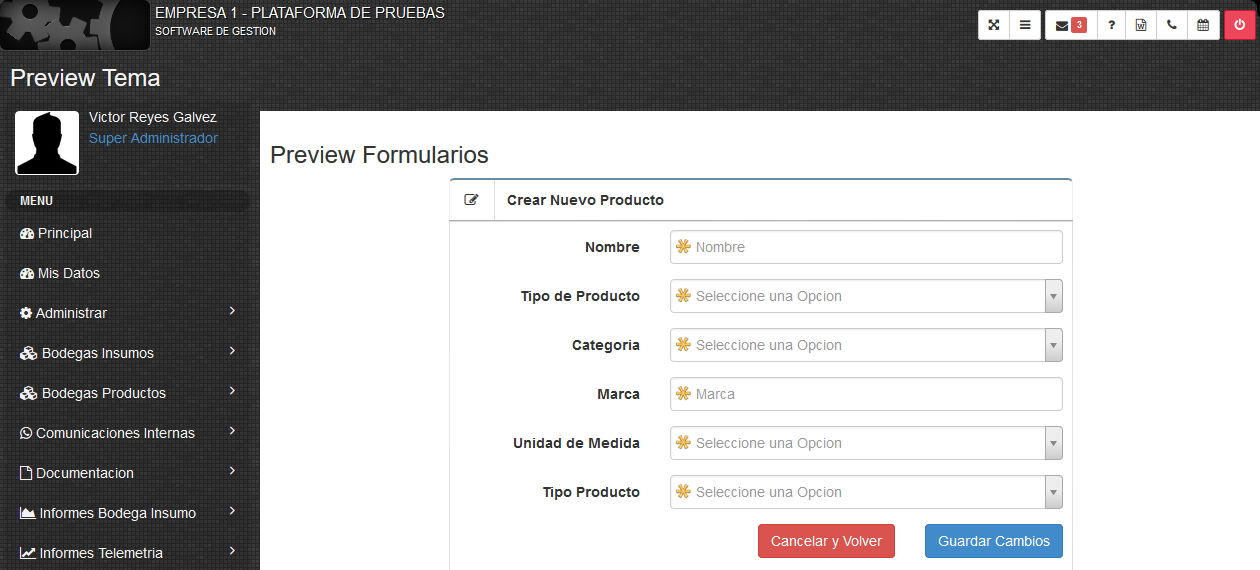 EMPRESA 1 - PLATAFORMA DE PRUEBAS
SOFTWARE DE GESTION
3
?
W
Preview Tema
Victor Reyes Galvez
Super Administrador
MENU
Principal
Mis Datos
Administrar
Bodegas Insumos
Bodegas Productos
Comunicaciones Internas
Documentacion
Informes Bodega Insumo
Informes Telemetria
Preview Formularios
Crear Nuevo Producto
Nombre Nombre
Tipo de Producto Seleccione una Opcion
Categoria Seleccione una Opcion
Marca Marca
Unidad de Medida Seleccione una Opcion
Tipo Producto Seleccione una Opcion
Cancelar y Volver Guardar Cambios